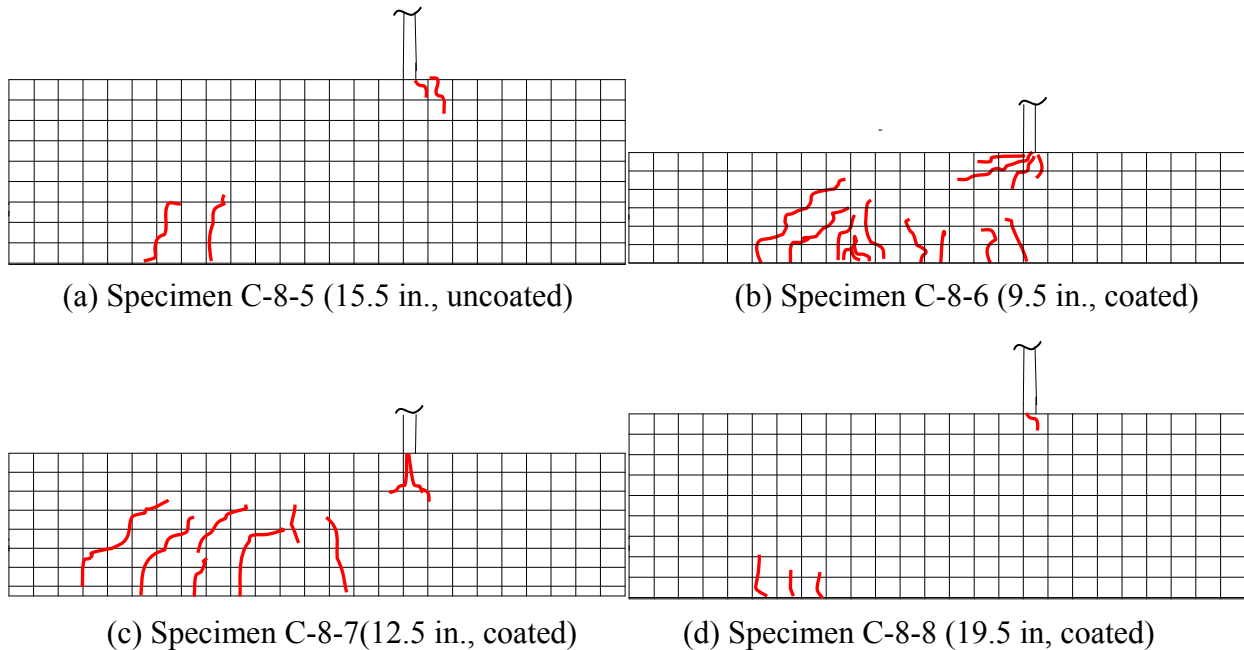 (a) Specimen C-8-5 (15.5 in., uncoated)
(b) Specimen C-8-6 (9.5 in., coated)
(c) Specimen C-8-7(12.5 in., coated)
(d) Specimen C-8-8 (19.5 in, coated)